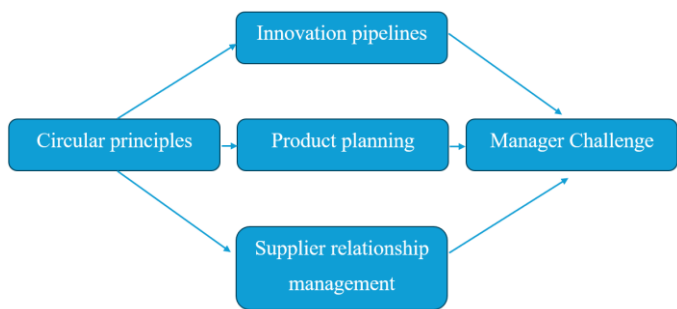 Innovation pipelines
Circular principles
Product planning
Manager Challenge
Supplier relationship
management